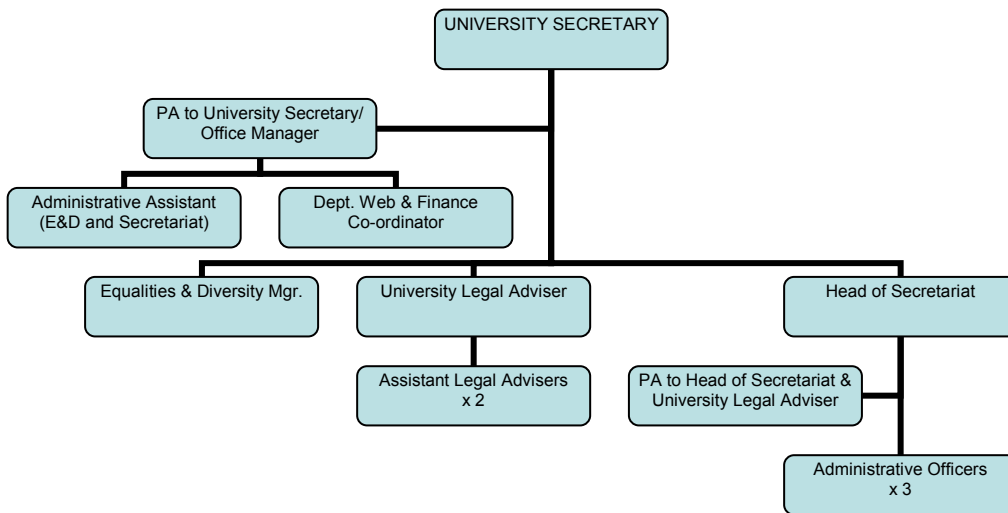 UNIVERSITY SECRETARY
PA to University Secretary/
Office Manager
Administrative Assistant
(E&D and Secretariat)
Dept. Web & Finance
Co-ordinator
Equalities & Diversity Mgr.
University Legal Adviser
Head of Secretariat
Assistant Legal Advisers
x 2
PA to Head of Secretariat &
University Legal Adviser
Administrative Officers
x 3